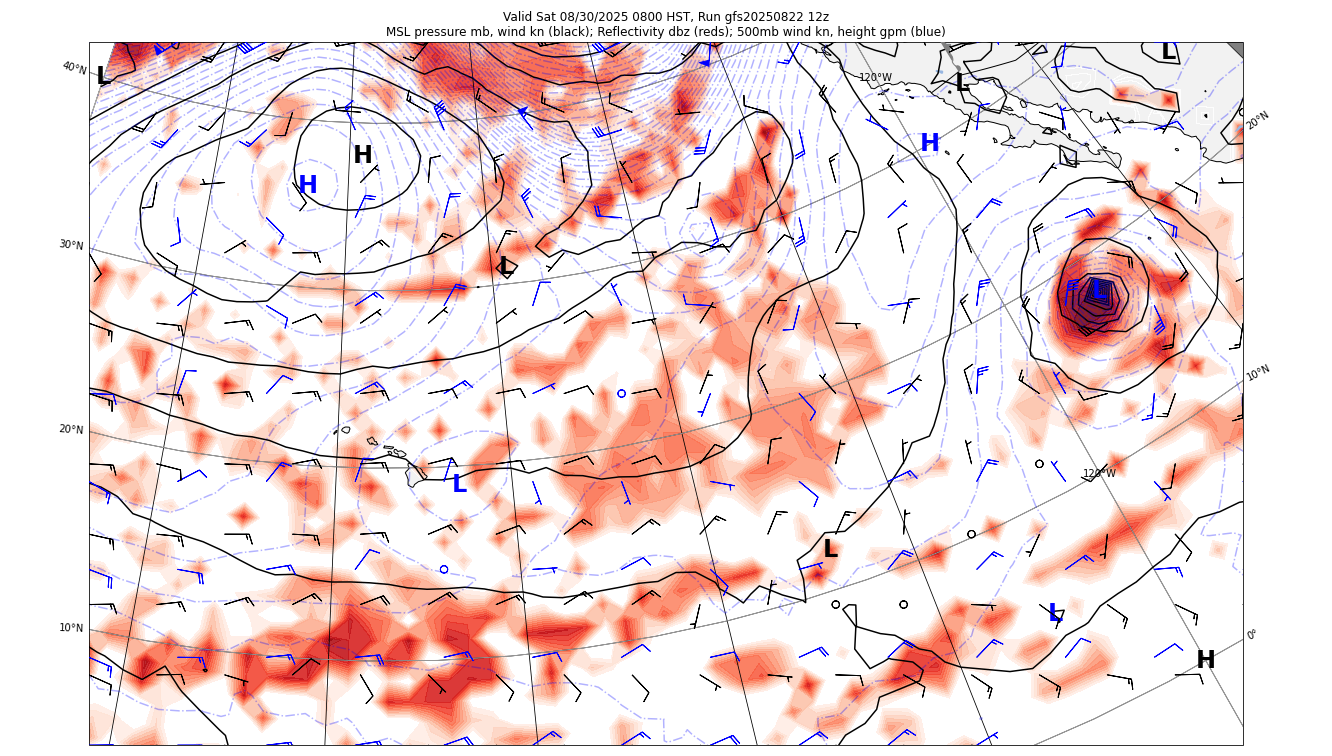 Valid Sat 08/30/2025 0800 HST, Run gfs20250822 12z
MSL pressure mb, wind kn (black); Reflectivity dbz (reds); 500mb wind kn, height gpm (blue)
40°N
L
120°W
L
L
20°N
H
H
H
30°N
L
10°N
20°N
L
120°W
L
10°N
L
0°
H